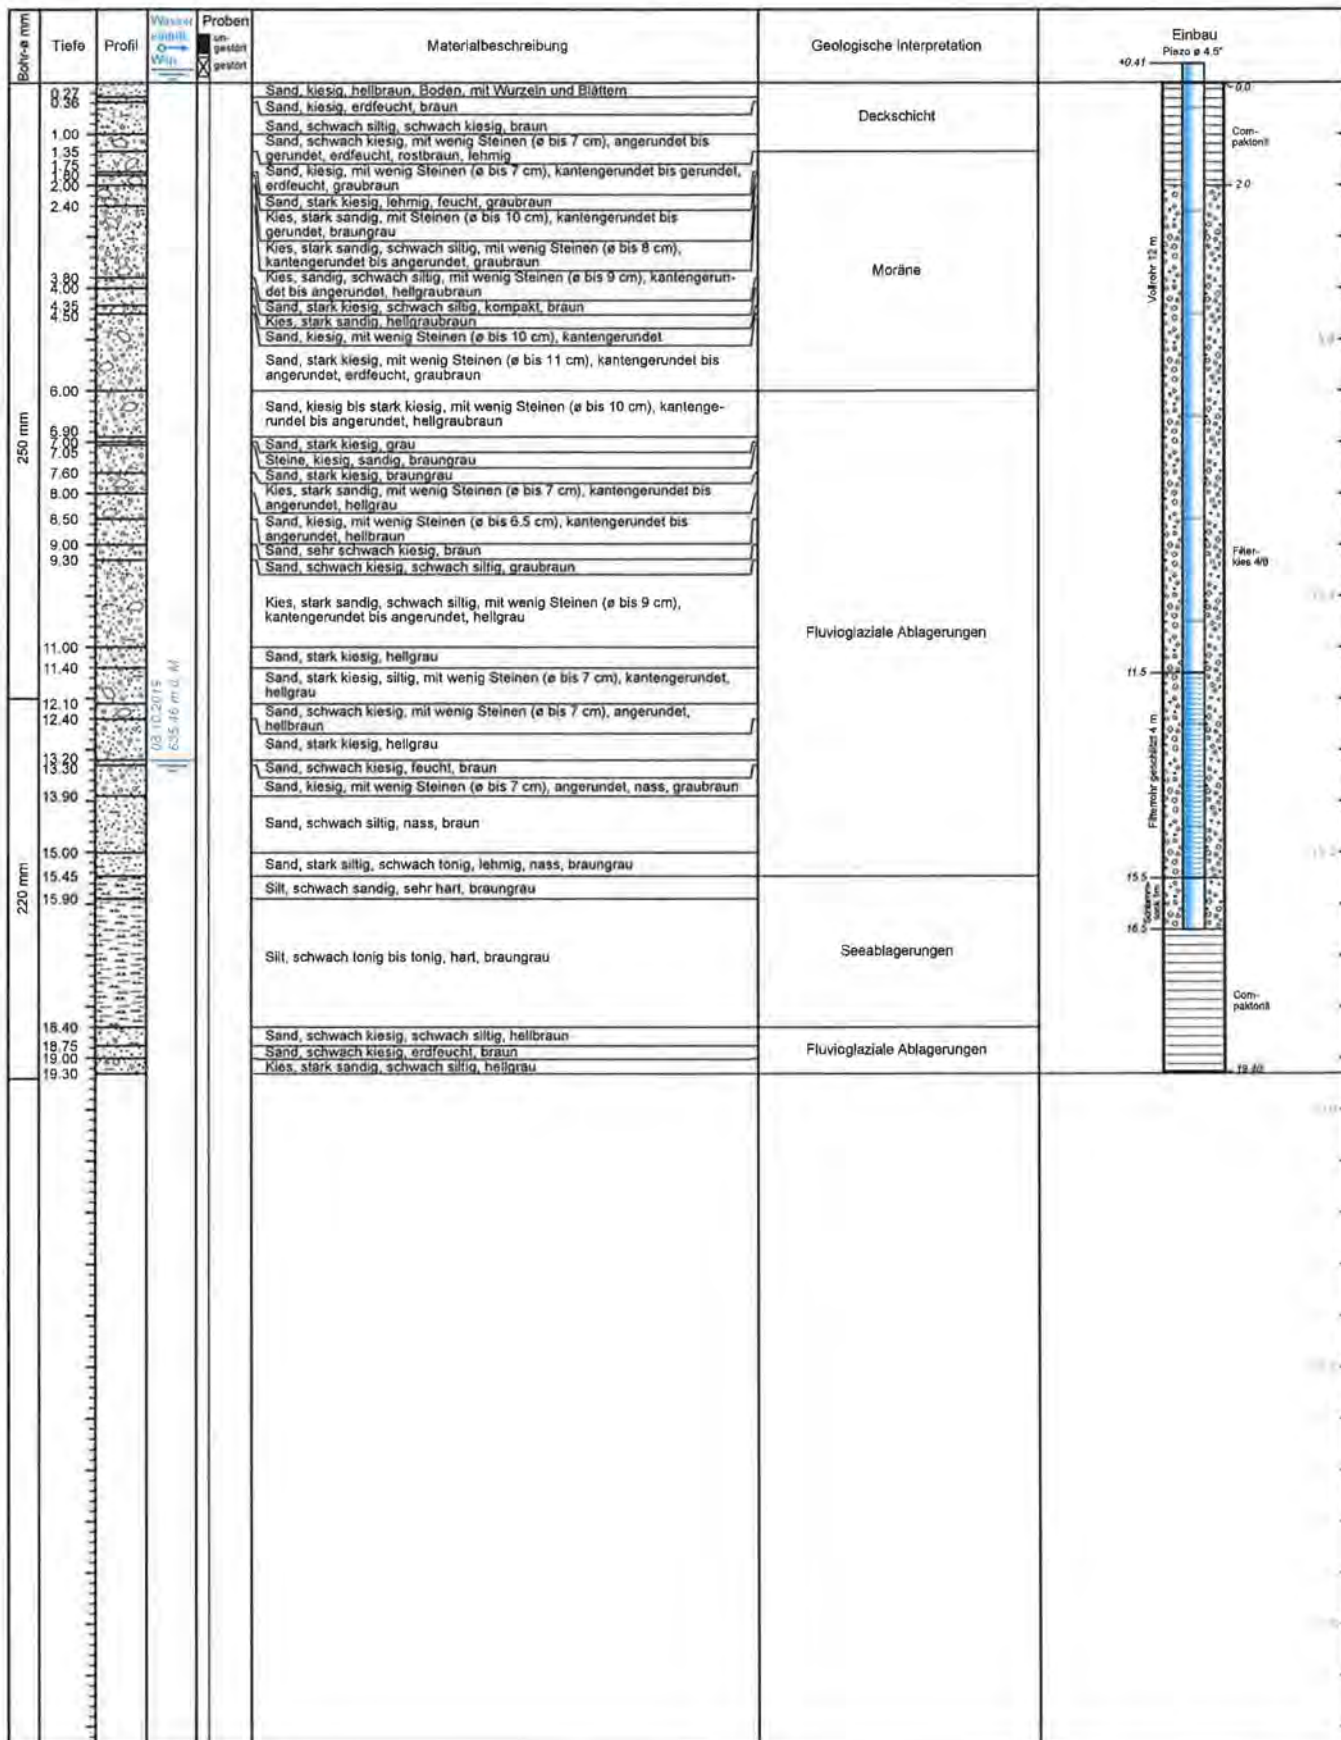 Bohr-ø mm
Tiefe
Profil
Wasser
eintritt
Wsp.
Proben
un-
gestört
gestört
Materialbeschreibung
Geologische Interpretation
Einbau
Piezo ø 4.5"
+0.41
250 mm
220 mm
0.27
0.36
1.00
1.35
1.75
2.00
2.40
3.80
4.00
4.35
4.50
6.00
6.90
7.00
7.05
7.60
8.00
8.50
9.00
9.30
11.00
11.40
12.10
12.40
13.20
13.30
13.90
15.00
15.45
15.90
18.40
18.75
19.00
19.30
08.10.2019
635.46 m ü. M.
Sand, kiesig, hellbraun, Boden, mit Wurzeln und Blättern
Sand, kiesig, erdfeucht, braun
Sand, schwach siltig, schwach kiesig, braun
Sand, schwach kiesig, mit wenig Steinen (ø bis 7 cm), angerundet bis
gerundet, erdfeucht, rostbraun, lehmig
Sand, kiesig, mit wenig Steinen (ø bis 7 cm), kantengerundet bis gerundet,
erdfeucht, graubraun
Sand, stark kiesig, lehmig, feucht, graubraun
Kies, stark sandig, mit Steinen (ø bis 10 cm), kantengerundet bis
gerundet, braungrau
Kies, stark sandig, schwach siltig, mit wenig Steinen (ø bis 8 cm),
kantengerundet bis angerundet, graubraun
Kies, sandig, schwach siltig, mit wenig Steinen (ø bis 9 cm), kantengerun-
det bis angerundet, hellgraubraun
Sand, stark kiesig, schwach siltig, kompakt, braun
Kies, stark sandig, hellgraubraun
Sand, kiesig, mit wenig Steinen (ø bis 10 cm), kantengerundet
Sand, stark kiesig, mit wenig Steinen (ø bis 11 cm), kantengerundet bis
angerundet, erdfeucht, graubraun
Sand, kiesig bis stark kiesig, mit wenig Steinen (ø bis 10 cm), kantenge-
rundet bis angerundet, hellgraubraun
Sand, stark kiesig, grau
Steine, kiesig, sandig, braungrau
Sand, stark kiesig, braungrau
Kies, stark sandig, mit wenig Steinen (ø bis 7 cm), kantengerundet bis
angerundet, hellgrau
Sand, kiesig, mit wenig Steinen (ø bis 6.5 cm), kantengerundet bis
angerundet, hellbraun
Sand, sehr schwach kiesig, braun
Sand, schwach kiesig, schwach siltig, graubraun
Kies, stark sandig, schwach siltig, mit wenig Steinen (ø bis 9 cm),
kantengerundet bis angerundet, hellgrau
Sand, stark kiesig, hellgrau
Sand, stark kiesig, siltig, mit wenig Steinen (ø bis 7 cm), kantengerundet,
hellgrau
Sand, schwach kiesig, mit wenig Steinen (ø bis 7 cm), angerundet,
hellbraun
Sand, stark kiesig, hellgrau
Sand, schwach kiesig, feucht, braun
Sand, kiesig, mit wenig Steinen (ø bis 7 cm), angerundet, nass, graubraun
Sand, schwach siltig, nass, braun
Sand, stark siltig, schwach tonig, lehmig, nass, braungrau
Silt, schwach sandig, sehr hart, braungrau
Silt, schwach tonig bis tonig, hart, braungrau
Sand, schwach kiesig, schwach siltig, hellbraun
Sand, schwach kiesig, erdfeucht, braun
Kies, stark sandig, schwach siltig, hellgrau
Deckschicht
Moräne
Fluvioglaziale Ablagerungen
Seeablagerungen
Fluvioglaziale Ablagerungen
0.0
Com-
paktonit
2.0
Vollrohr 12 m
Filter-
kies 4/8
11.5
Filterrohr geschlitzt 4 m
15.5
Schlamm-
sack 1m
16.5
Com-
paktonit